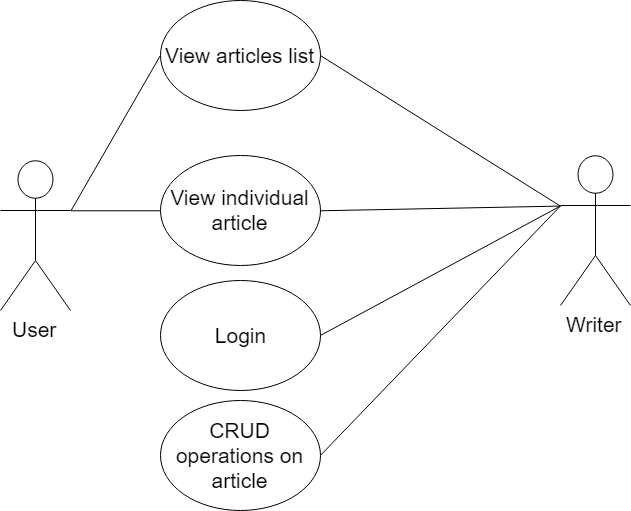 View articles list
View individual
article
User
Writer
Login
CRUD
operations on
article